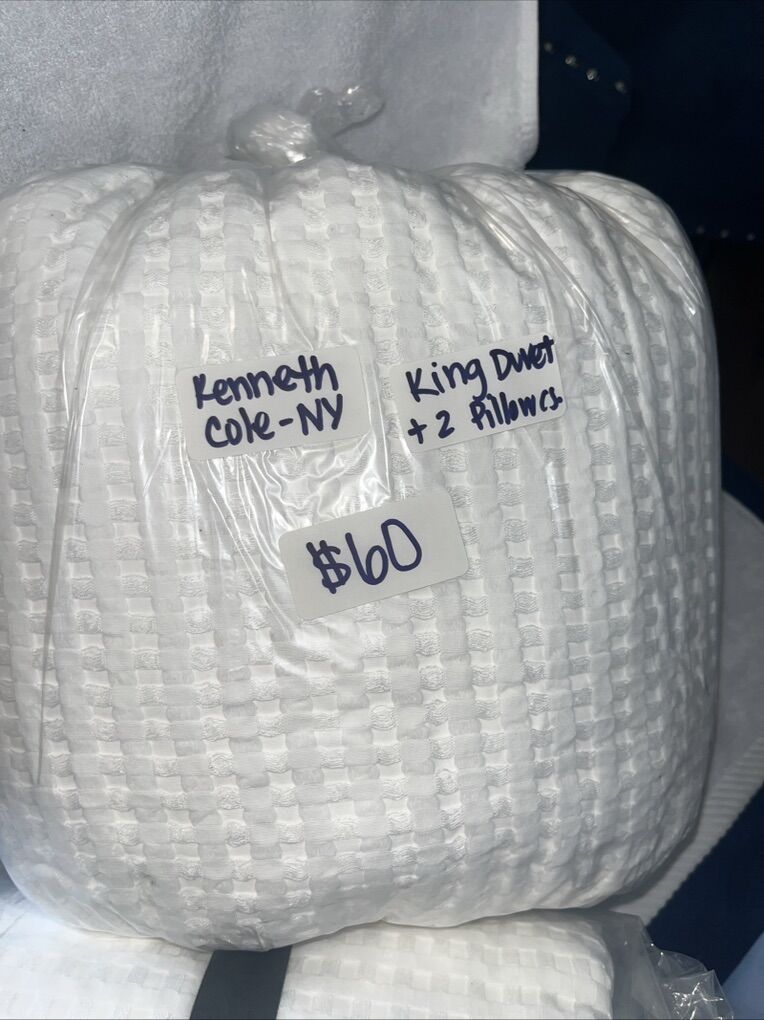 Kenneth
Cole-NY
King Duvet
+ 2 Pillowcs.
$60